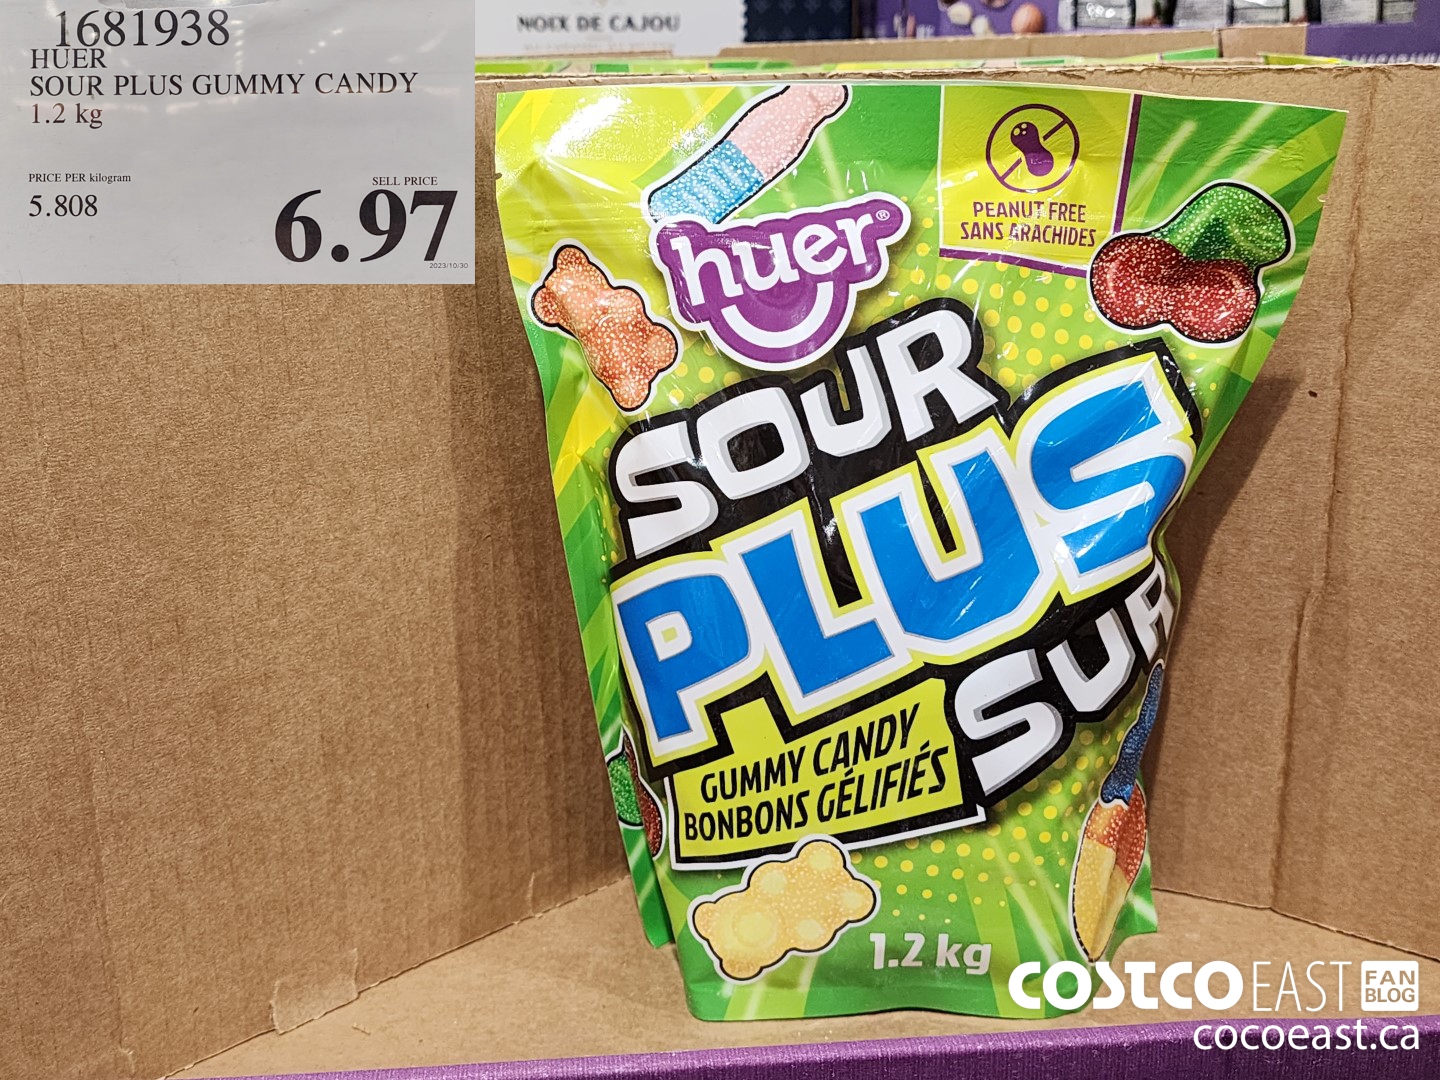 1681938
HUER
SOUR PLUS GUMMY CANDY
1.2 kg
PRICE PER kilogram
5.808
SELL PRICE
6.97
2023/10/30
NOIX DE CAJOU
huer®
PEANUT FREE
SANS ARACHIDES
SOUR
PLUS
SUR
GUMMY CANDY
BONBONS GÉLIFIÉS
1.2 kg
COSTCO EAST FAN BLOG
cocoeast.ca